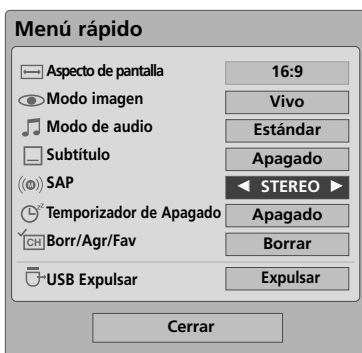 Menú rápido
Aspecto de pantalla 16:9
Modo imagen Vivo
Modo de audio Estándar
Subtítulo Apagado
SAP ◀ STEREO ▶
Temporizador de Apagado Apagado
CH Borr/Agr/Fav Borrar
USB Expulsar Expulsar
Cerrar